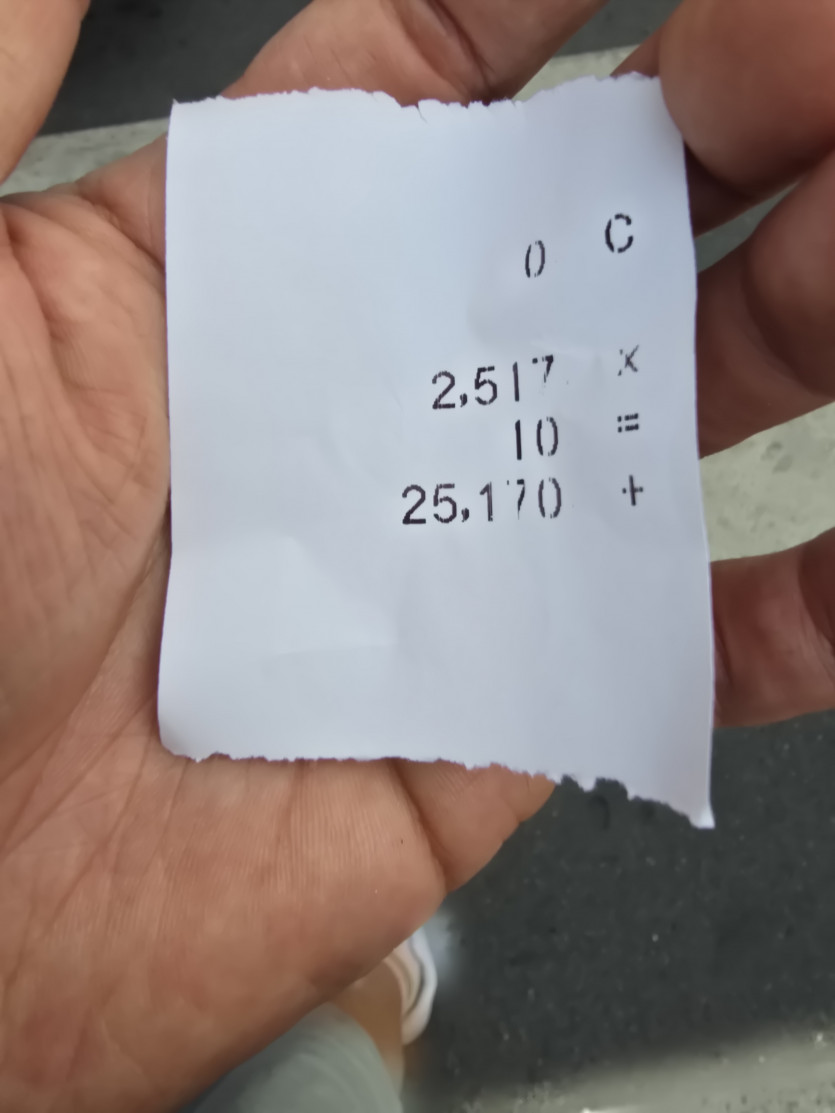 0 C
2,517 ×
10 =
25,170 +